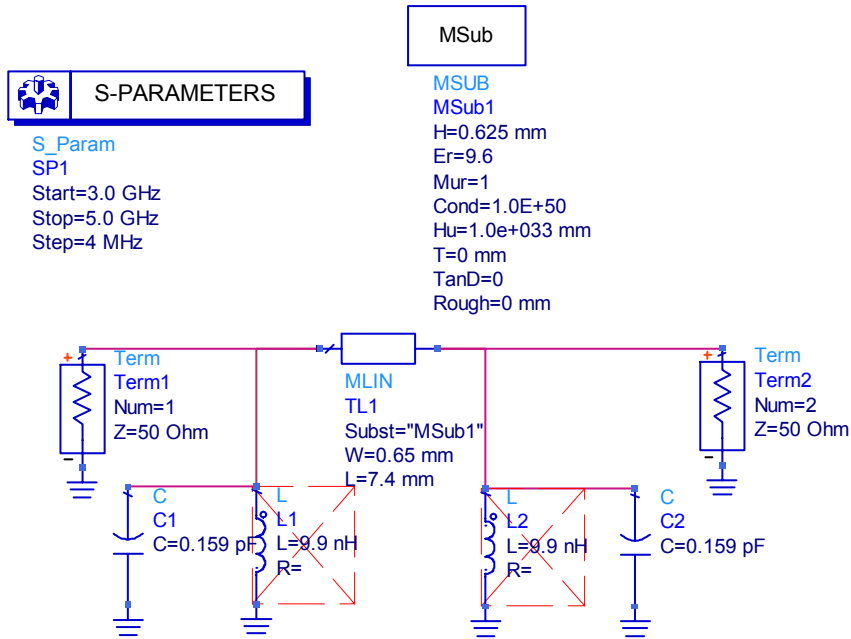 MSub
S-PARAMETERS
S_Param
SP1
Start=3.0 GHz
Stop=5.0 GHz
Step=4 MHz
MSUB
MSub1
H=0.625 mm
Er=9.6
Mur=1
Cond=1.0E+50
Hu=1.0e+033 mm
T=0 mm
TanD=0
Rough=0 mm
+
-
Term
Term1
Num=1
Z=50 Ohm
MLIN
TL1
Subst="MSub1"
W=0.65 mm
L=7.4 mm
+
-
Term
Term2
Num=2
Z=50 Ohm
C
C1
C=0.159 pF
L
L1
L=9.9 nH
R=
L
L2
L=9.9 nH
R=
C
C2
C=0.159 pF